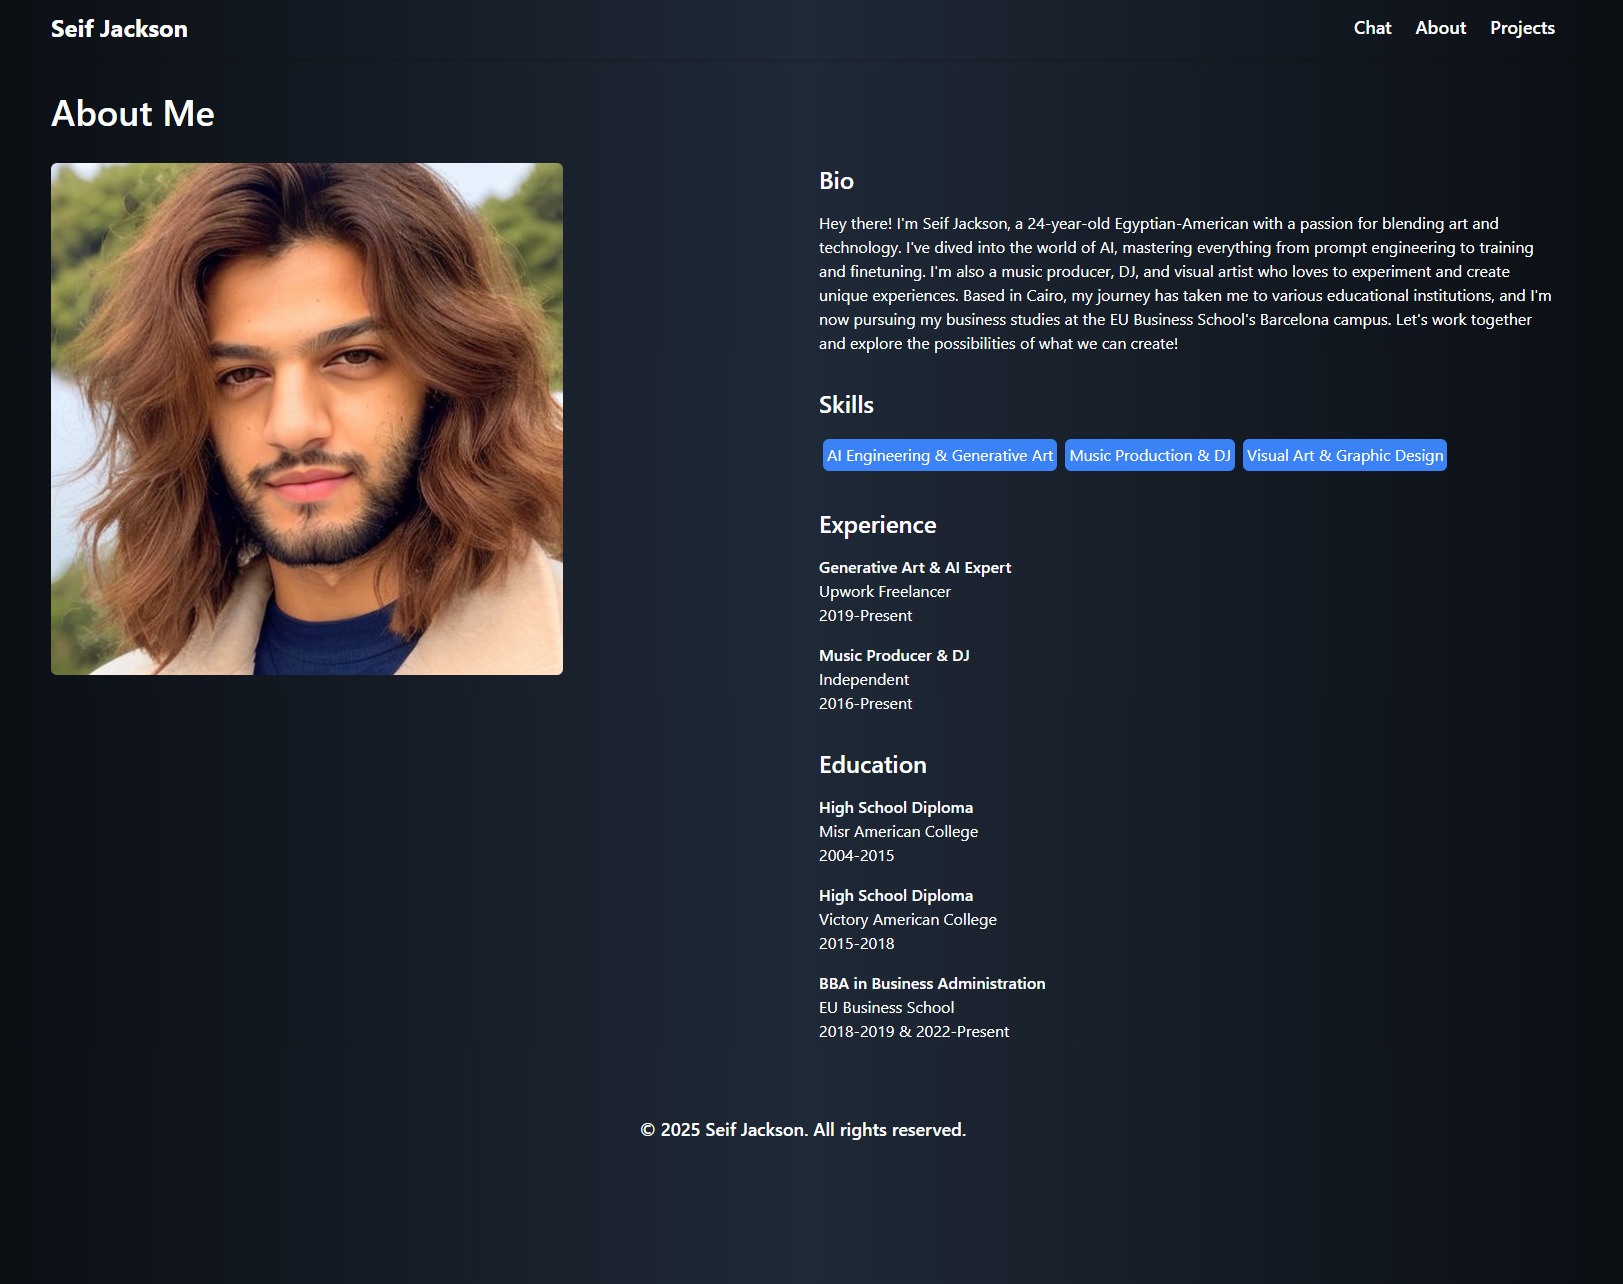 Seif Jackson
Chat About Projects
About Me
Bio
Hey there! I'm Seif Jackson, a 24-year-old Egyptian-American with a passion for blending art and
technology. I've dived into the world of AI, mastering everything from prompt engineering to training
and finetuning. I'm also a music producer, DJ, and visual artist who loves to experiment and create
unique experiences. Based in Cairo, my journey has taken me to various educational institutions, and I'm
now pursuing my business studies at the EU Business School's Barcelona campus. Let's work together
and explore the possibilities of what we can create!
Skills
AI Engineering & Generative Art Music Production & DJ Visual Art & Graphic Design
Experience
Generative Art & AI Expert
Upwork Freelancer
2019-Present
Music Producer & DJ
Independent
2016-Present
Education
High School Diploma
Misr American College
2004-2015
High School Diploma
Victory American College
2015-2018
BBA in Business Administration
EU Business School
2018-2019 & 2022-Present
© 2025 Seif Jackson. All rights reserved.